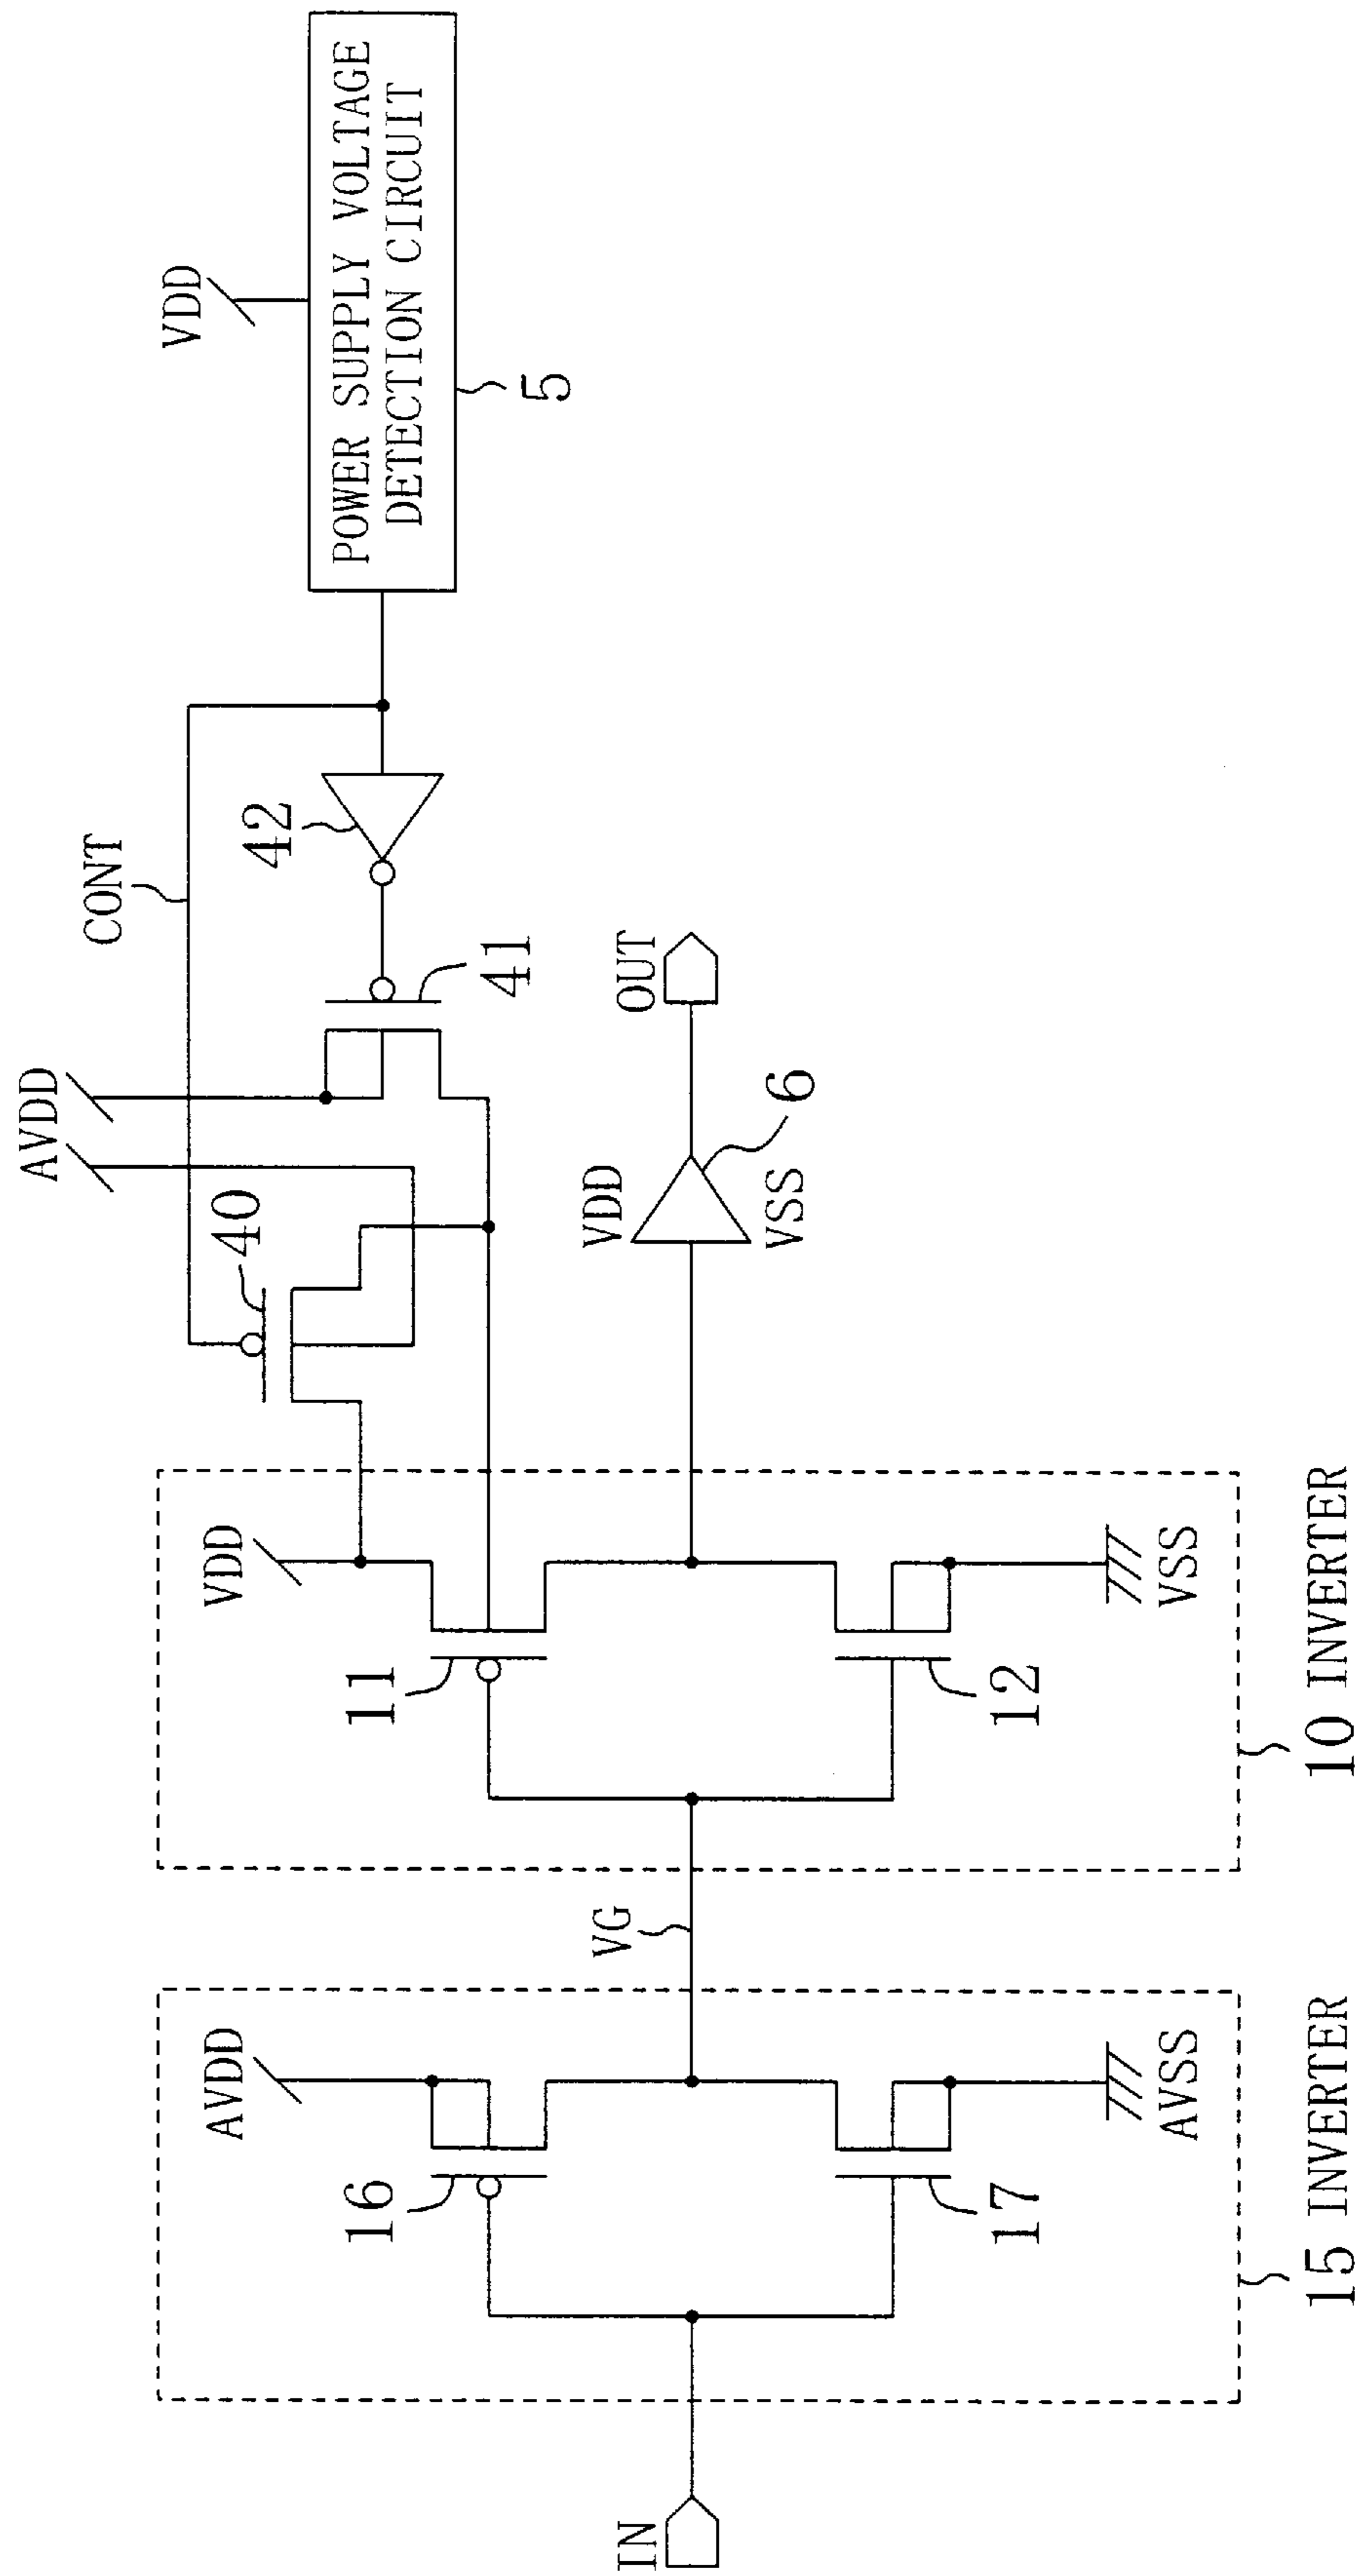 POWER SUPPLY VOLTAGE
DETECTION CIRCUIT
5
VDD
CONT
42
41
AVDD
40
OUT
6
VDD
VSS
VDD
11
12
VSS
10 INVERTER
VG
AVDD
16
17
AVSS
15 INVERTER
IN